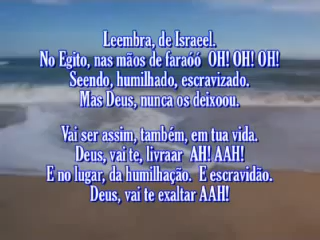 Leembra, de Israeel.
No Egito, nas mãos de faraóó OH! OH! OH!
Seendo, humilhado, escravizado.
Mas Deus, nunca os deixoou.
Vai ser assim, também, em tua vida.
Deus, vai te, livraar AH! AAH!
E no lugar, da humilhação. E escravidão.
Deus, vai te exaltar AAH!